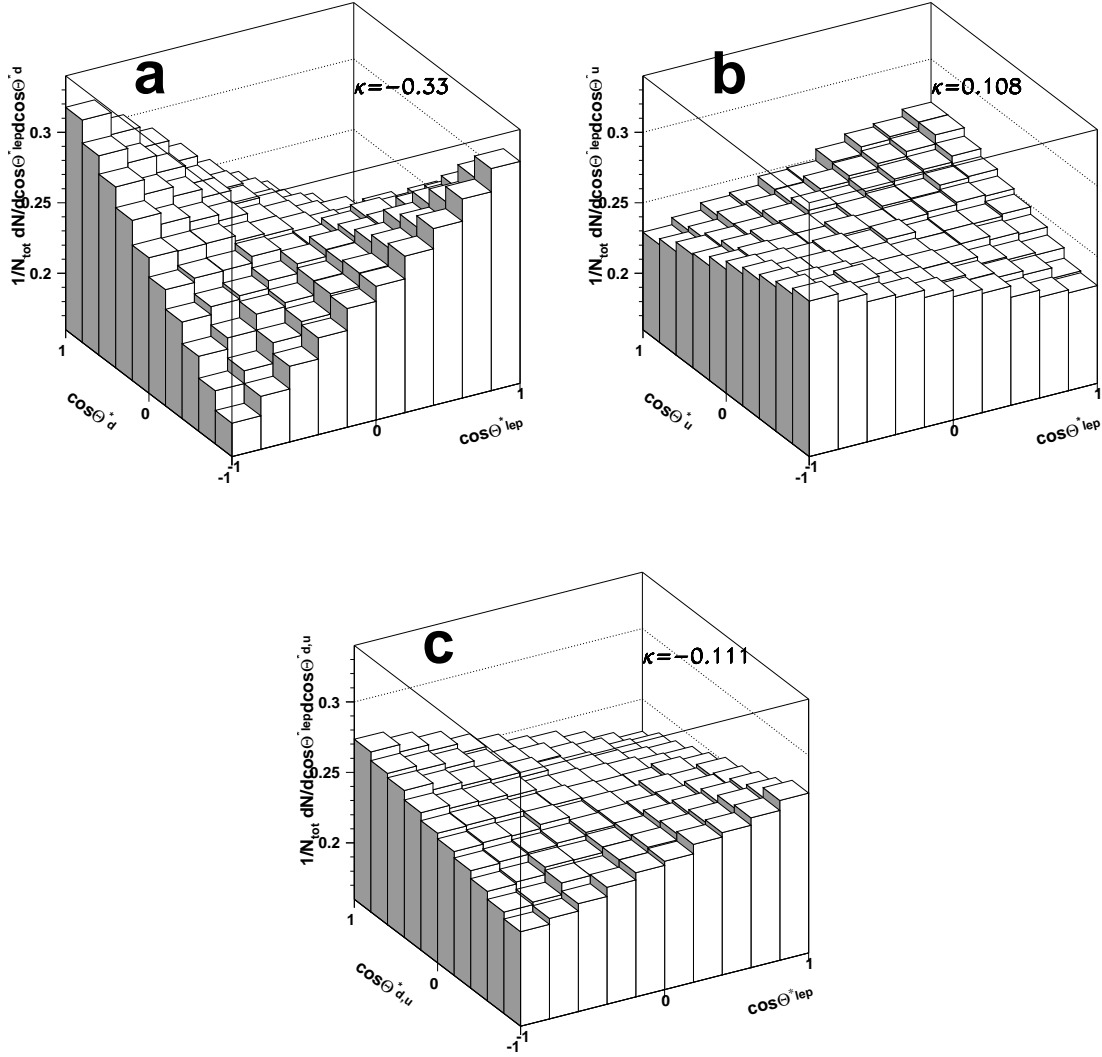 a
κ=−0.33
1/N_tot dN/dcosΘ*lep dcosΘ*d
0.3
0.25
0.2
1
0
-1
cosΘ*d
-1
0
1
cosΘ*lep
b
κ=0.108
1/N_tot dN/dcosΘ*lep dcosΘ*u
0.3
0.25
0.2
1
0
-1
cosΘ*u
-1
0
1
cosΘ*lep
c
κ=−0.111
1/N_tot dN/dcosΘ*lep dcosΘ*d,u
0.3
0.25
0.2
1
0
-1
cosΘ*d,u
-1
0
1
cosΘ*lep